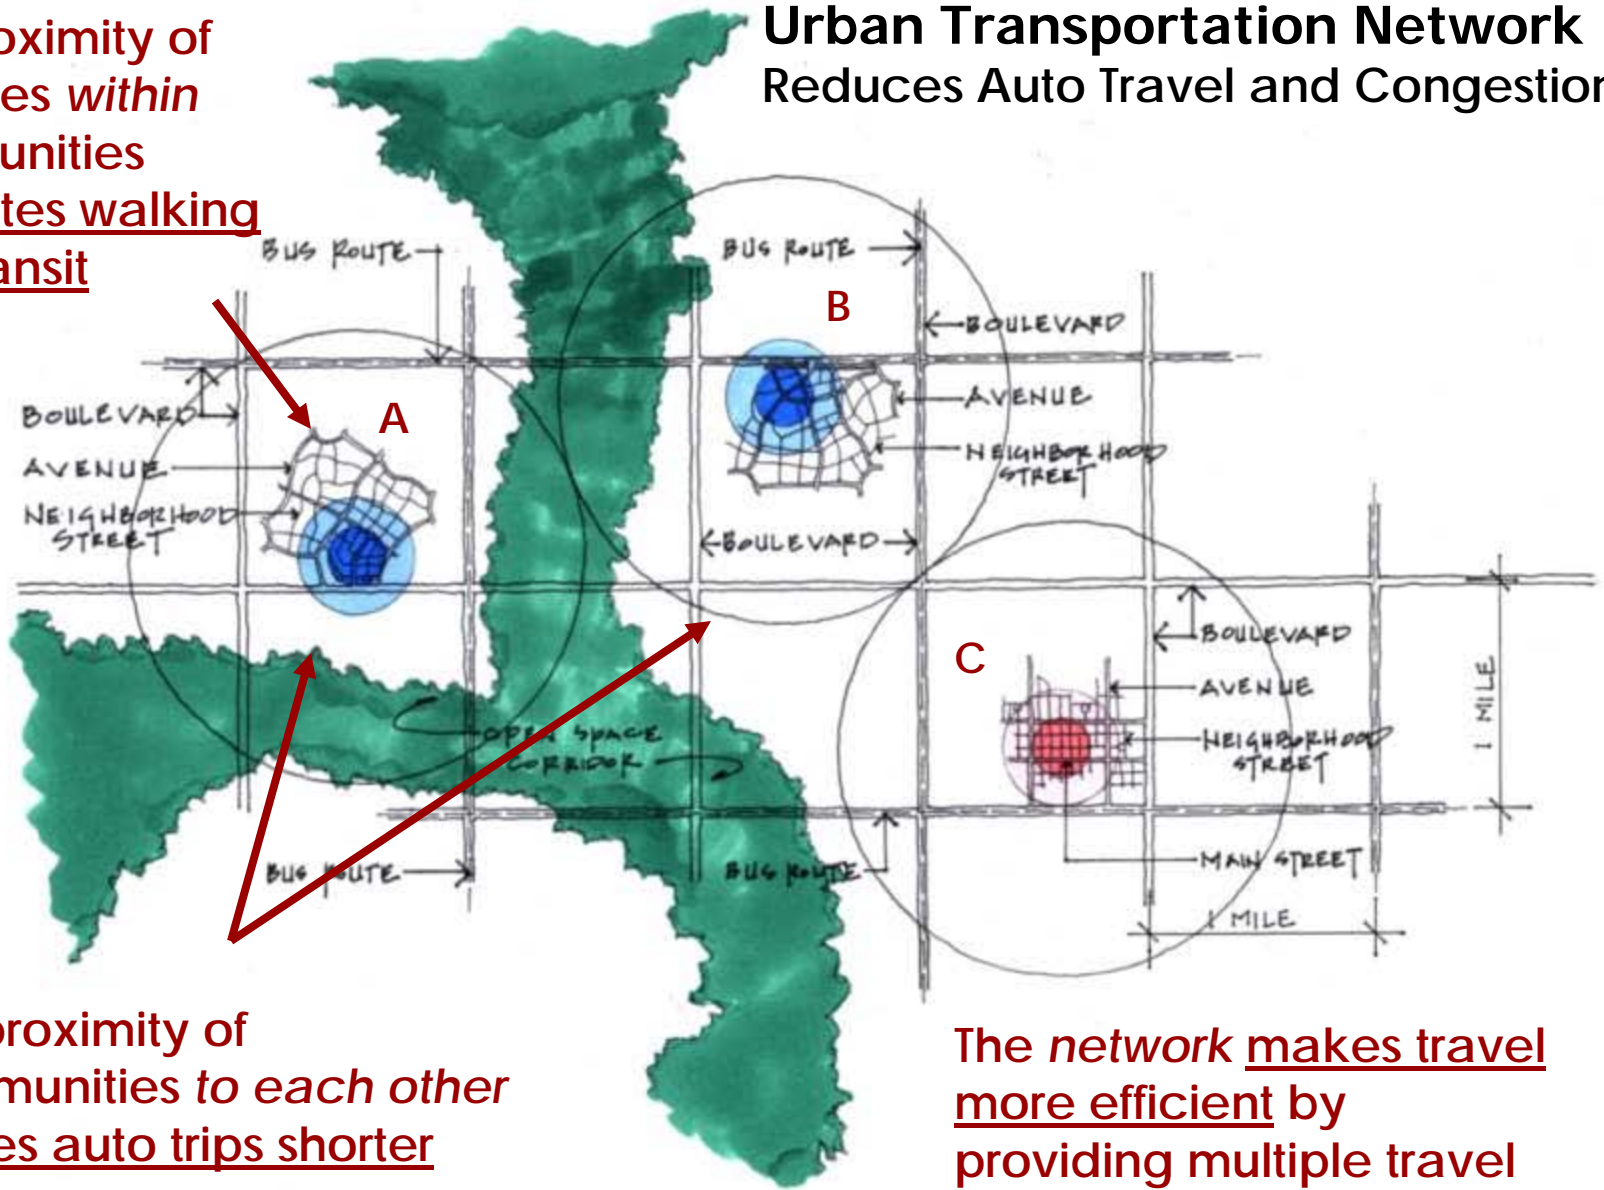 Urban Transportation Network
Reduces Auto Travel and Congestion
oximity of
es within
unities
tes walking
ansit
BUS ROUTE
BUS ROUTE
B
BOULEVARD
A
BOULEVARD
AVENUE
AVENUE
NEIGHBORHOOD
STREET
NEIGHBORHOOD
STREET
BOULEVARD
C
BOULEVARD
AVENUE
OPEN SPACE
CORRIDOR
NEIGHBORHOOD
STREET
1 MILE
MAIN STREET
BUS ROUTE
BUS ROUTE
1 MILE
proximity of
munities to each other
es auto trips shorter
The network makes travel
more efficient by
providing multiple travel